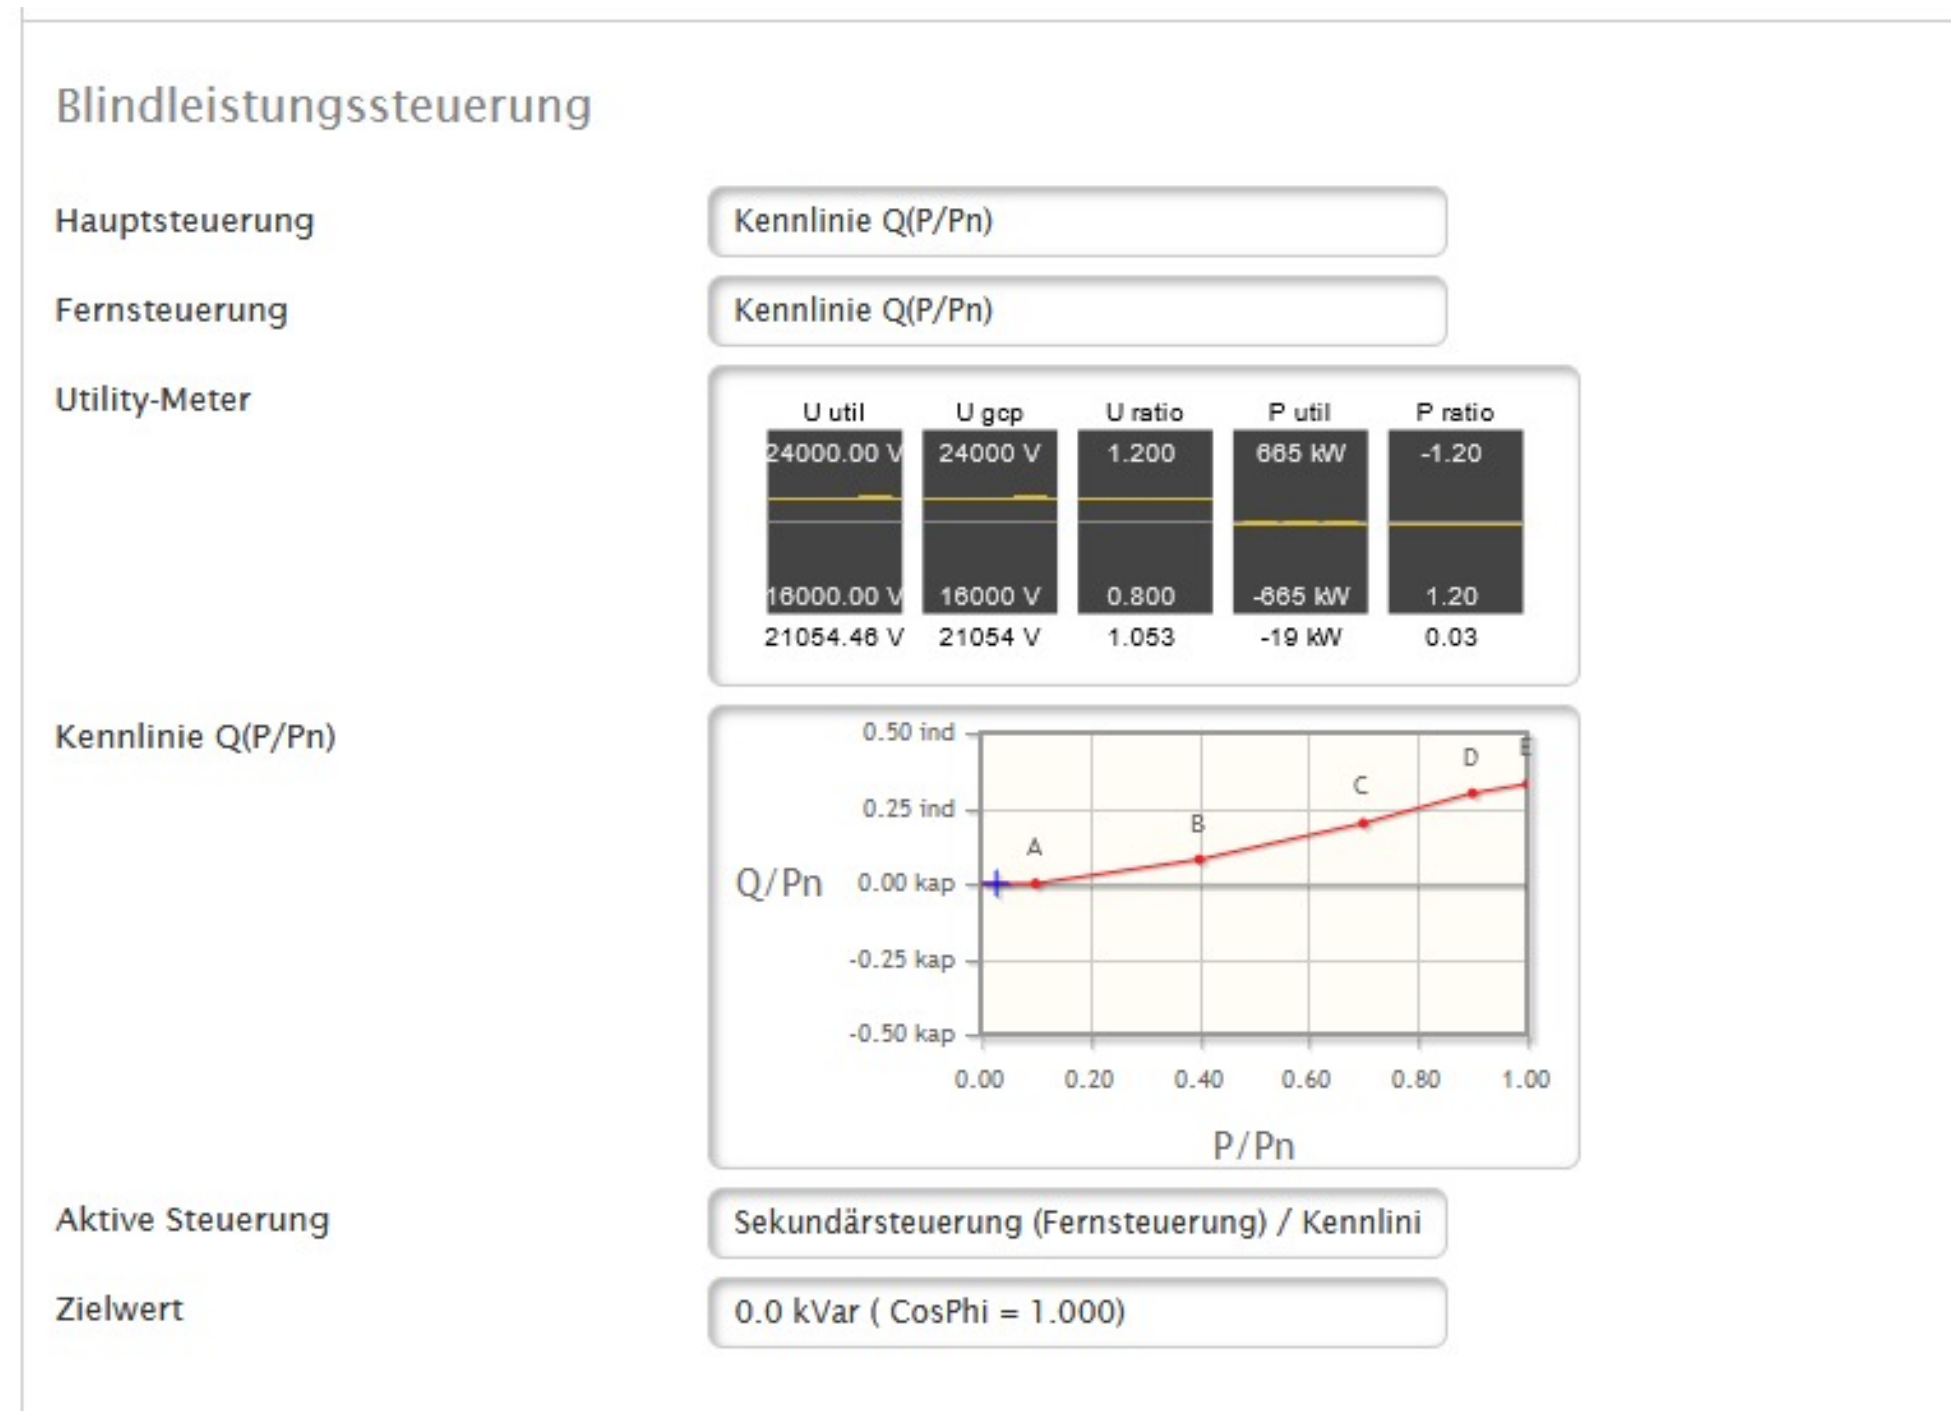 Blindleistungssteuerung
Hauptsteuerung
Kennlinie Q(P/Pn)
Fernsteuerung
Kennlinie Q(P/Pn)
Utility-Meter
U util U gcp U ratio P util P ratio
24000.00 V 24000 V 1.200 665 kW -1.20
16000.00 V 16000 V 0.800 -665 kW 1.20
21054.46 V 21054 V 1.053 -19 kW 0.03
Kennlinie Q(P/Pn)
0.50 ind
0.25 ind
0.00 kap
-0.25 kap
-0.50 kap
Q/Pn
A B C D E
0.00 0.20 0.40 0.60 0.80 1.00
P/Pn
Aktive Steuerung
Sekundärsteuerung (Fernsteuerung) / Kennlini
Zielwert
0.0 kVar ( CosPhi = 1.000)